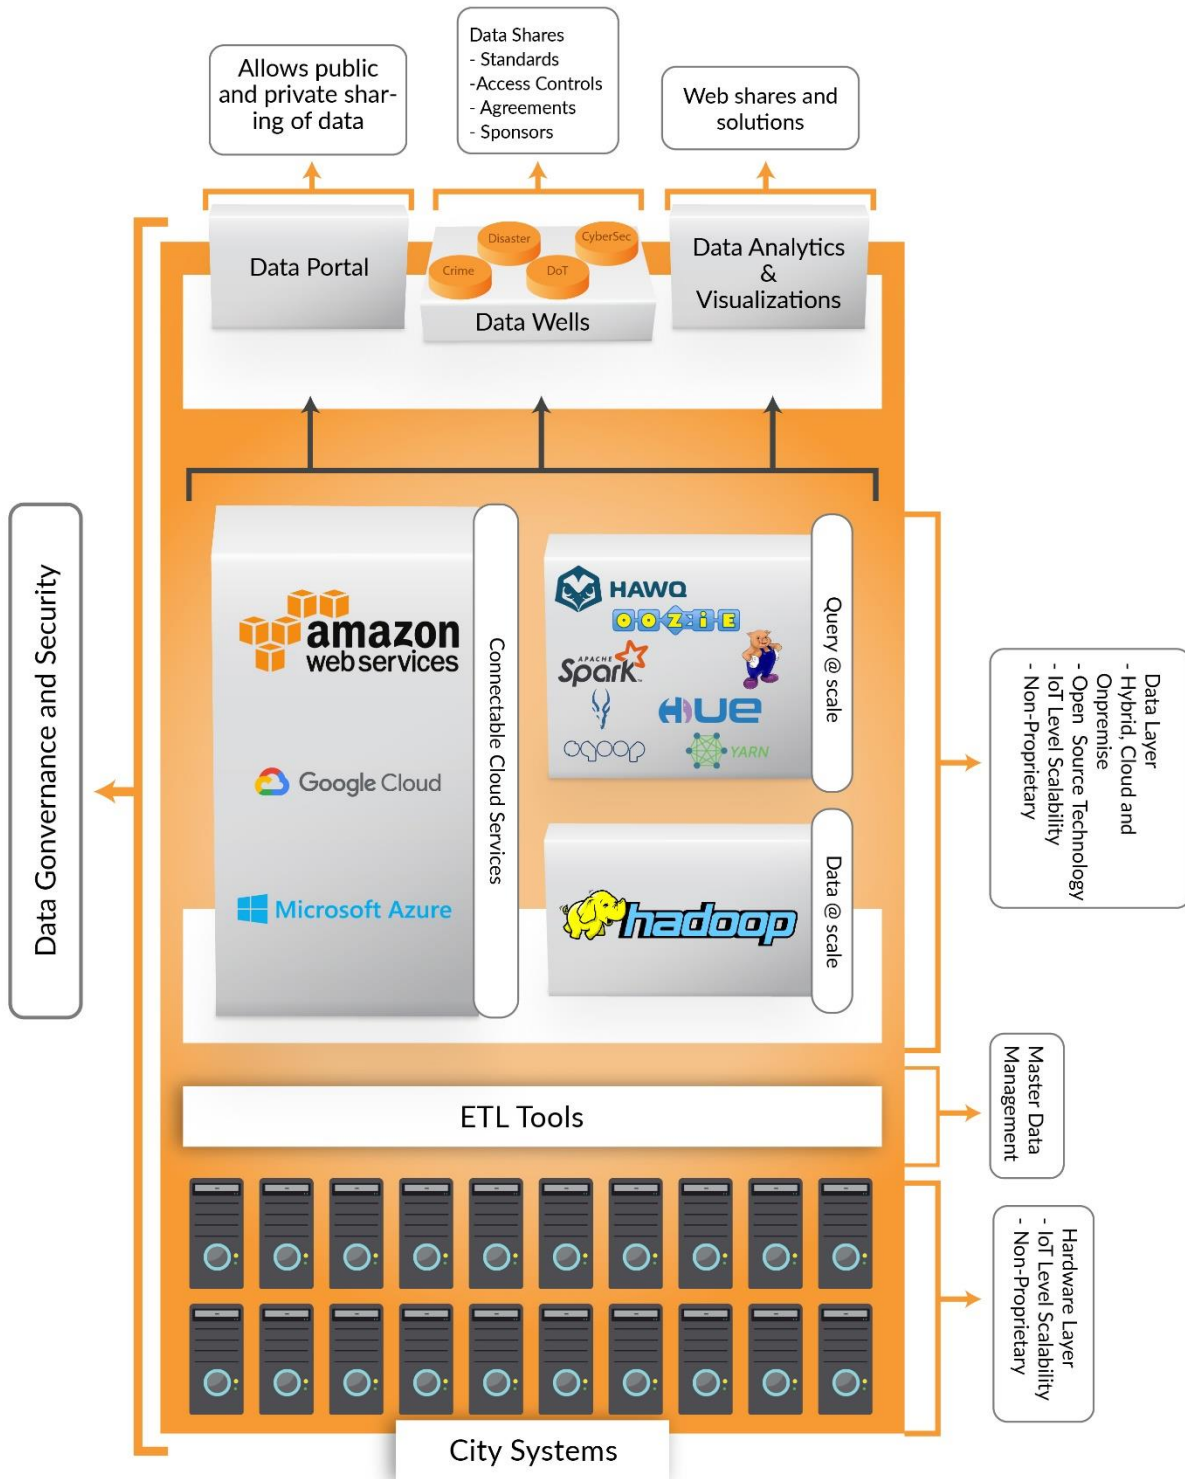 Allows public
and private shar-
ing of data
Data Shares
- Standards
-Access Controls
- Agreements
- Sponsors
Web shares and
solutions
Data Portal
Disaster
CyberSec
Crime
DoT
Data Wells
Data Analytics
&
Visualizations
Data Gonvernance and Security
amazon
web services
Google Cloud
Microsoft Azure
Connectable Cloud Services
HAWQ
OOZiE
APACHE
Spark™
HUE
sqoop
YARN
Query @ scale
hadoop
Data @ scale
Data Layer
- Hybrid, Cloud and
Onpremise
- Open Source Technology
- IoT Level Scalability
- Non-Proprietary
ETL Tools
Master Data
Management
Hardware Layer
- IoT Level Scalability
- Non-Proprietary
City Systems